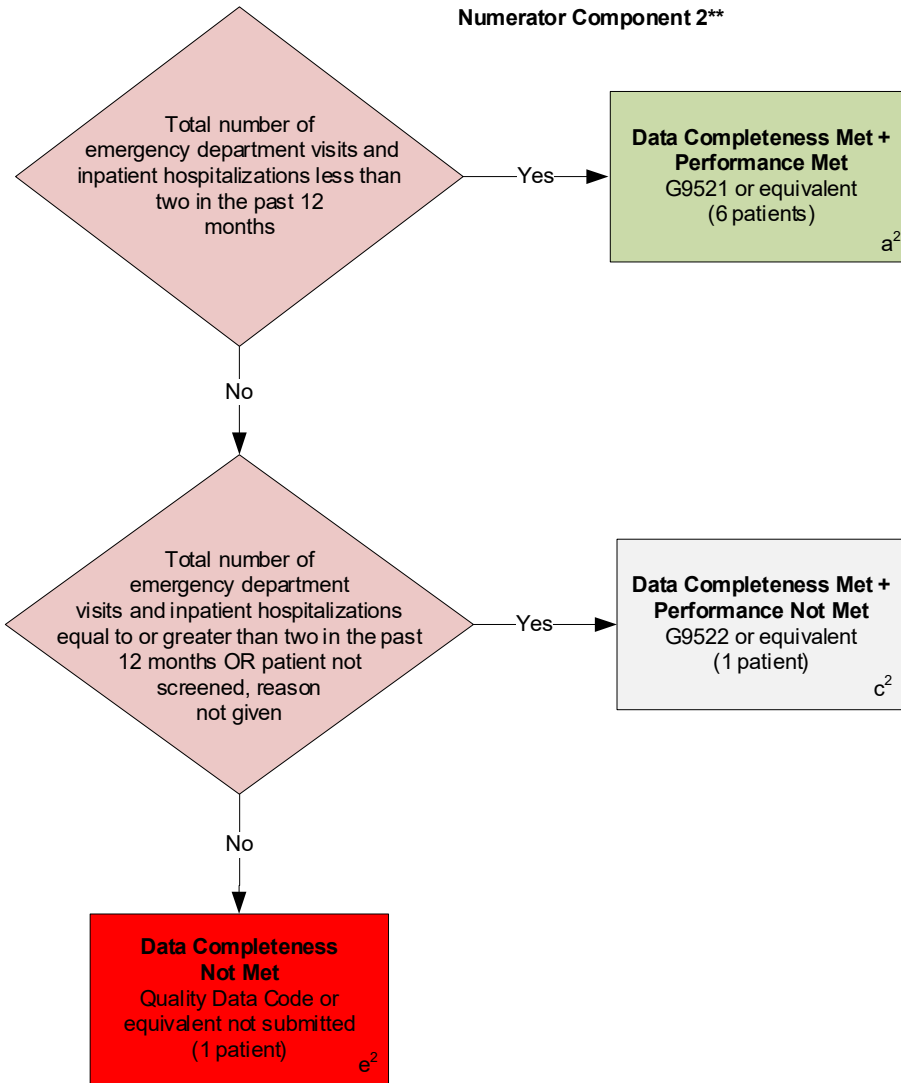 Numerator Component 2**
Total number of
emergency department visits and
inpatient hospitalizations less than
two in the past 12
months
Yes
Data Completeness Met +
Performance Met
G9521 or equivalent
(6 patients)
a²
No
Total number of
emergency department
visits and inpatient hospitalizations
equal to or greater than two in the past
12 months OR patient not
screened, reason
not given
Yes
Data Completeness Met +
Performance Not Met
G9522 or equivalent
(1 patient)
c²
No
Data Completeness
Not Met
Quality Data Code or
equivalent not submitted
(1 patient)
e²